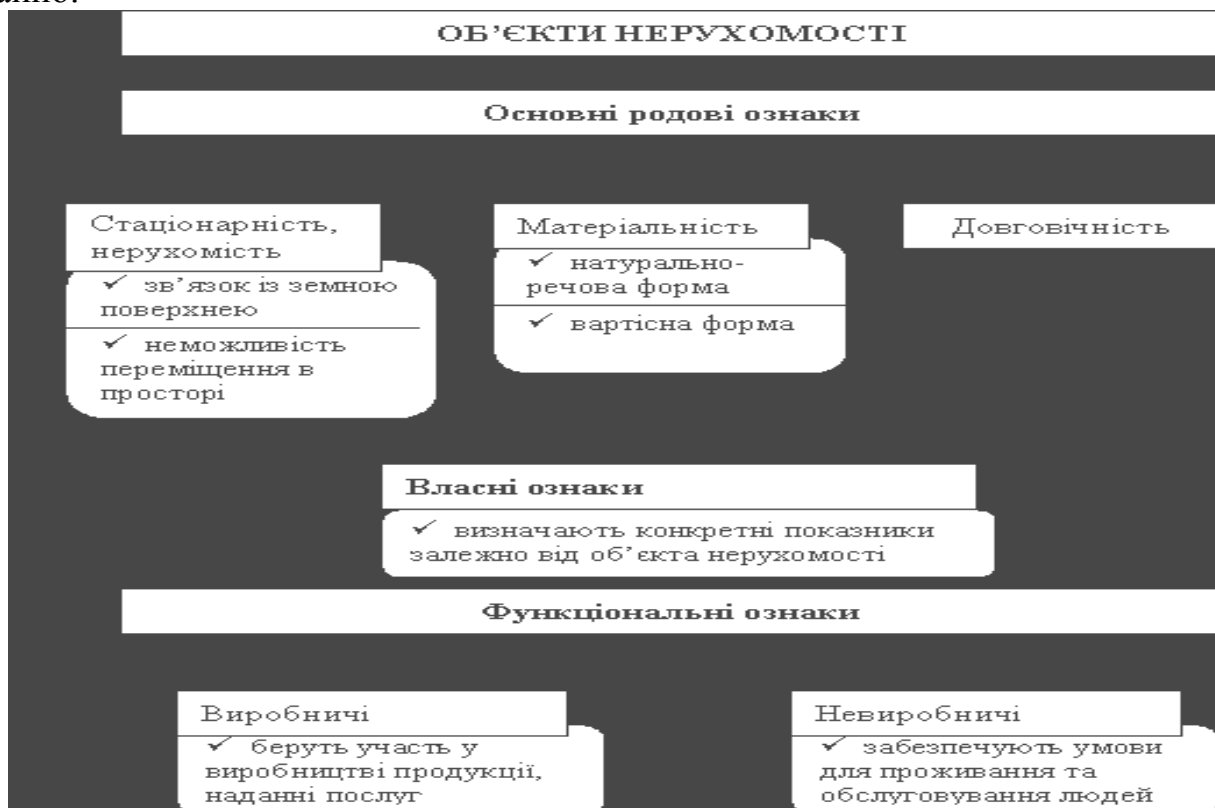 ОБ’ЄКТИ НЕРУХОМОСТІ
Основні родові ознаки
Стаціонарність,
нерухомість
✓ зв’язок із земною
поверхнею
✓ неможливість
переміщення в
просторі
Матеріальність
✓ натурально-
речова форма
✓ вартісна форма
Довговічність
Власні ознаки
✓ визначають конкретні показники
залежно від об’єкта нерухомості
Функціональні ознаки
Виробничі
✓ беруть участь у
виробництві продукції,
наданні послуг
Невиробничі
✓ забезпечують умови
для проживання та
обслуговування людей